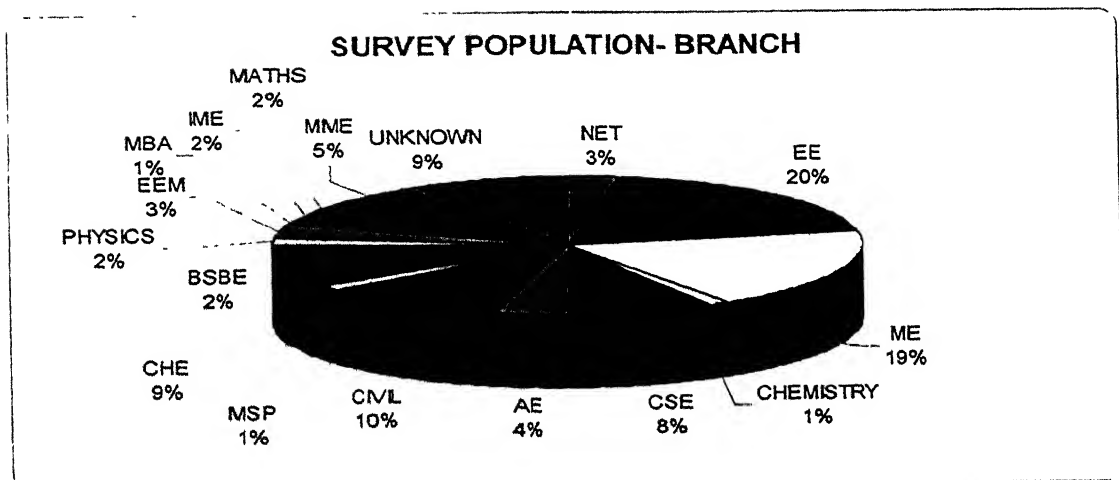 SURVEY POPULATION- BRANCH
MATHS
2%
IME
2%
MBA
1%
EEM
3%
PHYSICS
2%
MME
5%
UNKNOWN
9%
NET
3%
EE
20%
BSBE
2%
CHE
9%
MSP
1%
CIVIL
10%
AE
4%
CSE
8%
CHEMISTRY
1%
ME
19%